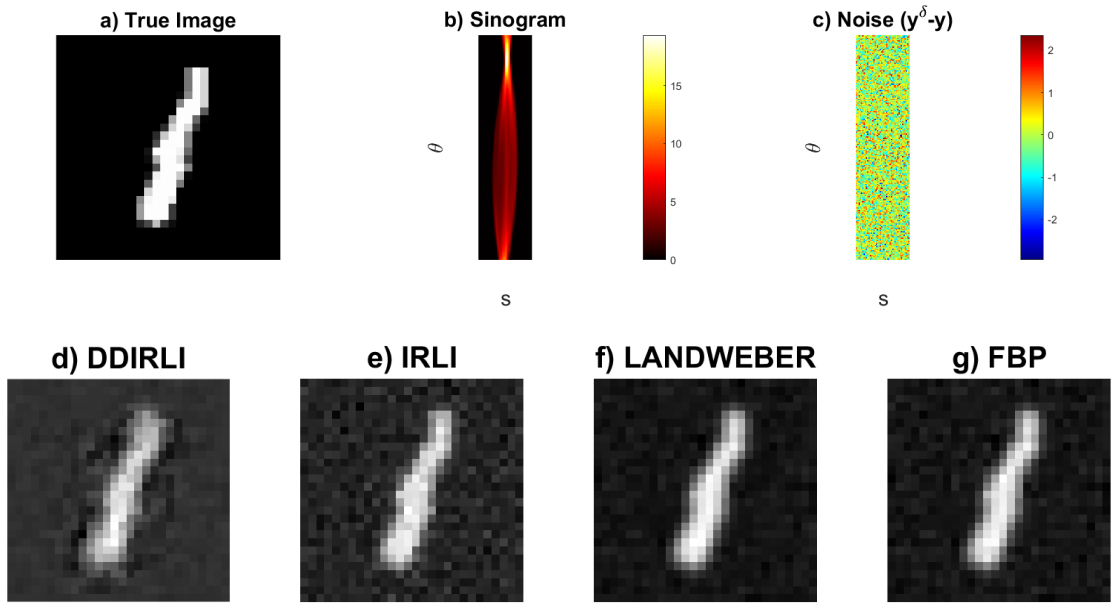 a) True Image
b) Sinogram
c) Noise (y^δ-y)
θ
s
15
10
5
0
θ
s
2
1
0
-1
-2
d) DDIRLI
e) IRLI
f) LANDWEBER
g) FBP